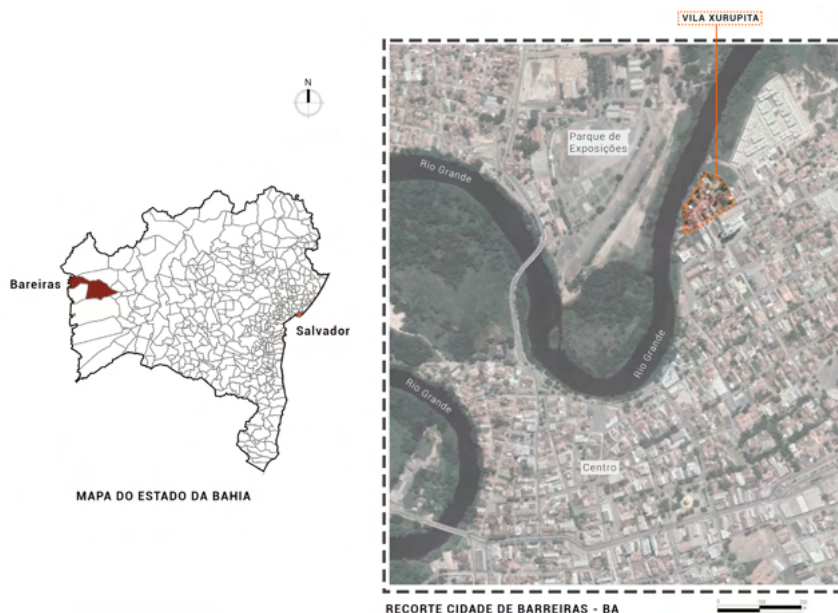 VILA XURUPITA
N
Parque de
Exposições
Rio Grande
Bareiras
Salvador
Rio Grande
Rio Grande
Centro
MAPA DO ESTADO DA BAHIA
RECORTE CIDADE DE BARREIRAS - BA